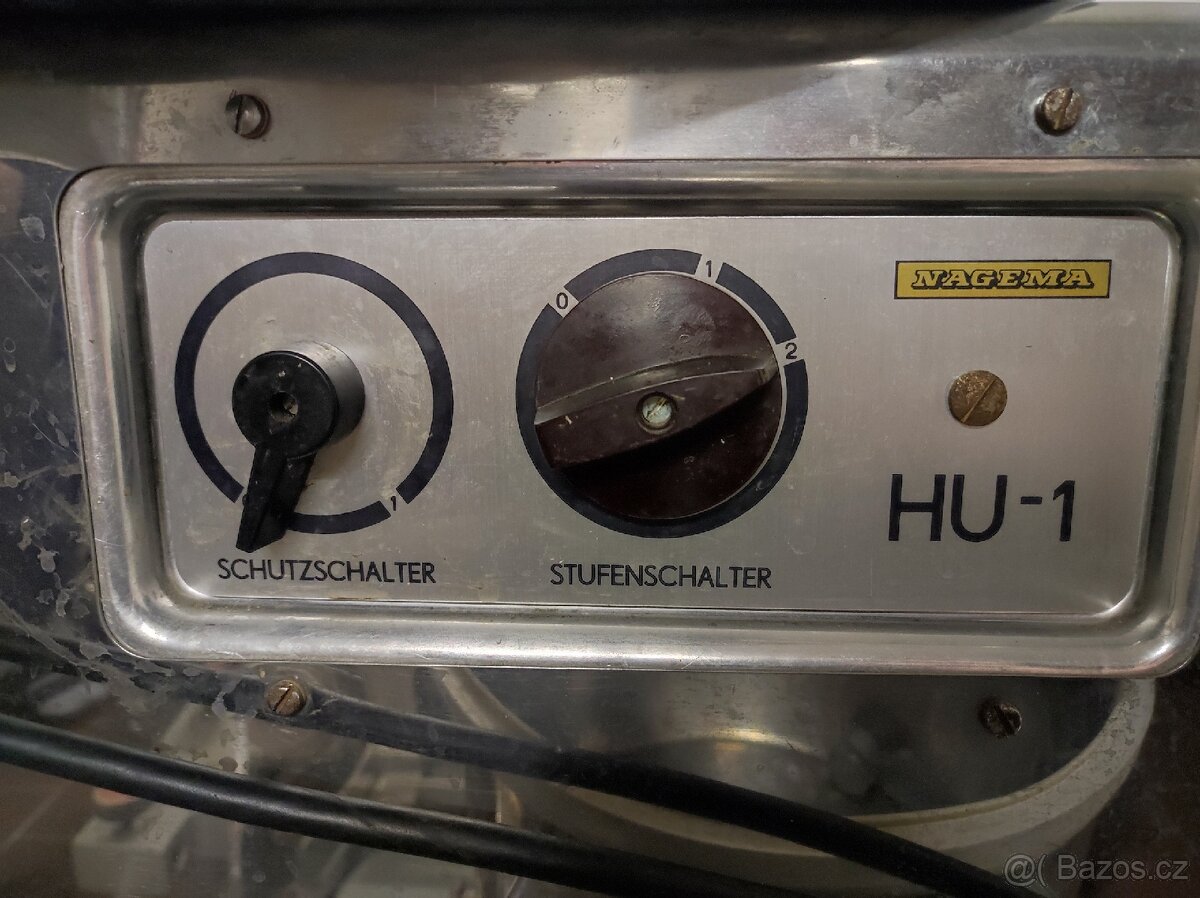 0
1
2
NAGEMA
1
HU-1
SCHUTZSCHALTER
STUFENSCHALTER
@( Bazos.cz